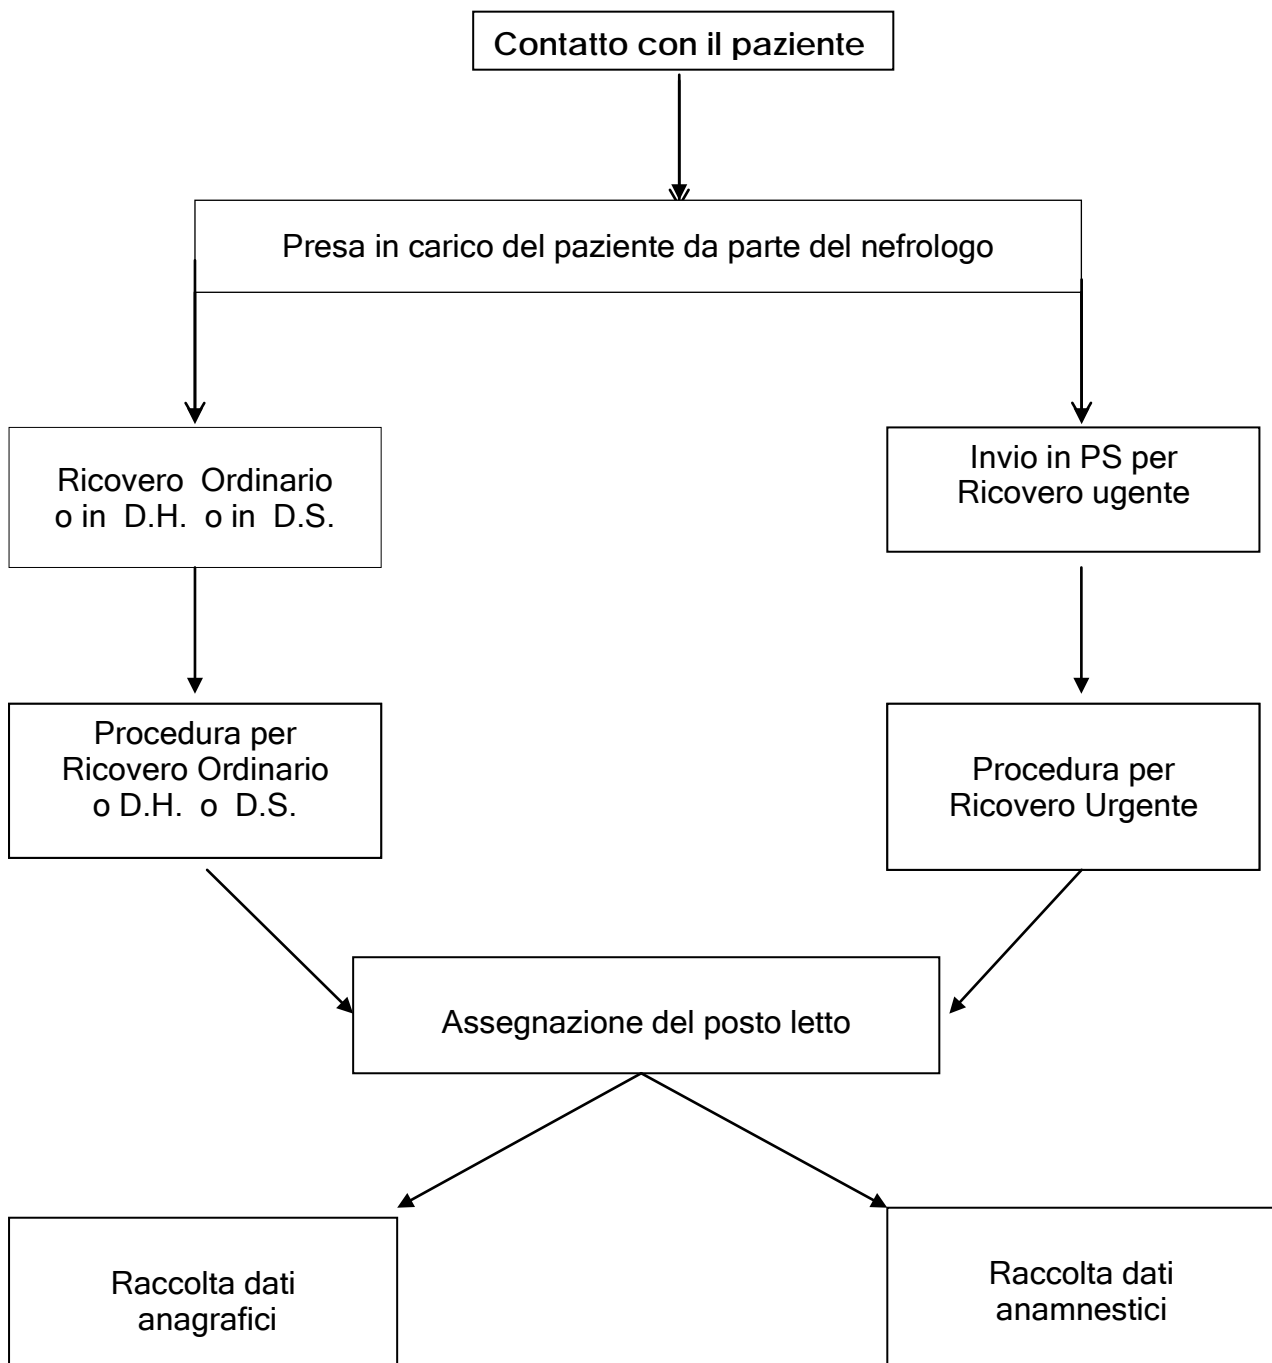 Contatto con il paziente
Presa in carico del paziente da parte del nefrologo
Ricovero Ordinario
o in D.H. o in D.S.
Invio in PS per
Ricovero ugente
Procedura per
Ricovero Ordinario
o D.H. o D.S.
Procedura per
Ricovero Urgente
Assegnazione del posto letto
Raccolta dati
anagrafici
Raccolta dati
anamnestici